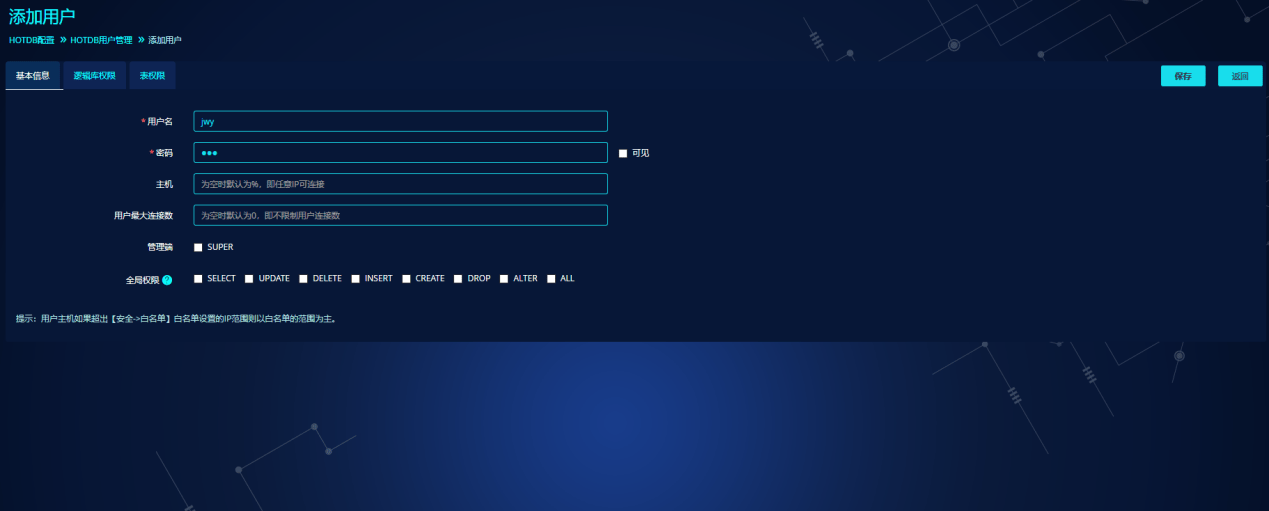 添加用户
HOTDB配置 » HOTDB用户管理 » 添加用户
基本信息 逻辑库权限 表权限 保存 返回
* 用户名 jwy
* 密码 ●●● 可见
主机 为空时默认为%，即任意IP可连接
用户最大连接数 为空时默认为0，即不限制用户连接数
管理端 SUPER
全局权限 ? SELECT UPDATE DELETE INSERT CREATE DROP ALTER ALL
提示：用户主机如果超出【安全->白名单】白名单设置的IP范围则以白名单的范围为主。